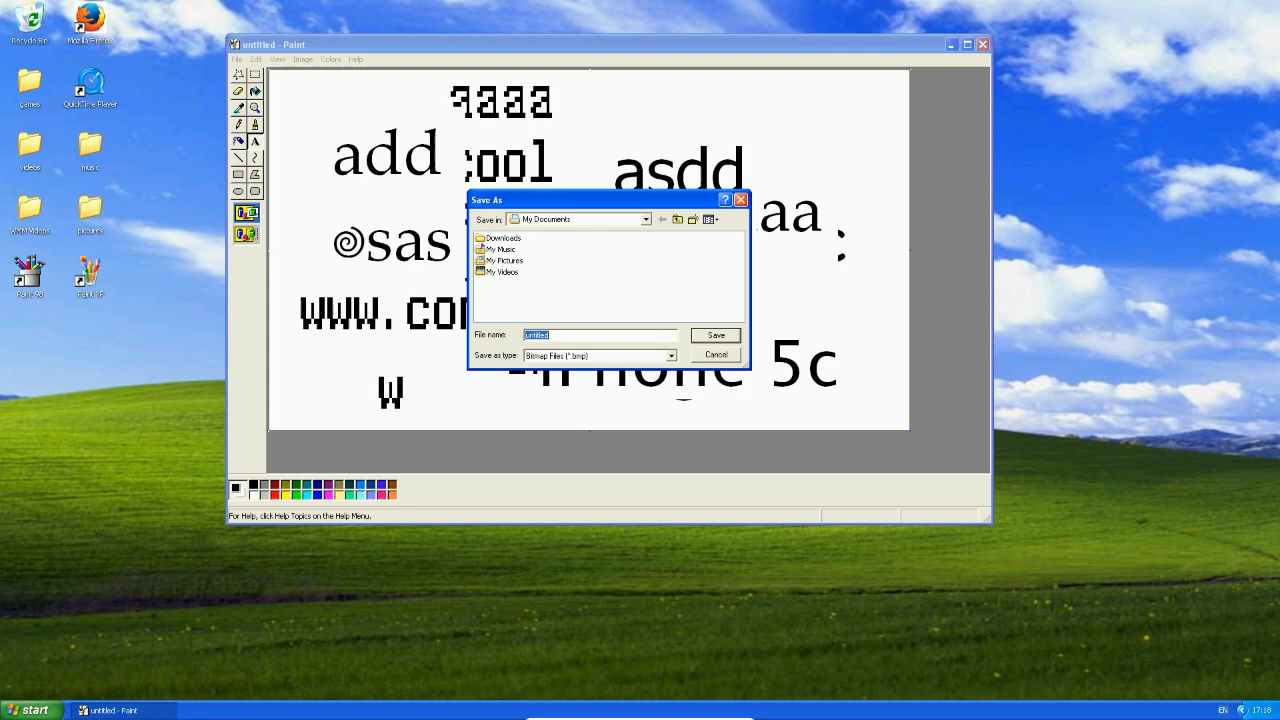 Recycle Bin
Mozilla Firefox
games
QuickTime Player
videos
music
WMM Videos
pictures
Paint 98
Paint XP
untitled - Paint
File Edit View Image Colors Help
aaa
add
ool
asdd
aa
sas
:
www.co
5c
W
Save As
Save in:
My Documents
Downloads
My Music
My Pictures
My Videos
File name:
untitled
Save
Save as type:
Bitmap Files (*.bmp)
Cancel
For Help, click Help Topics on the Help Menu.
start
untitled - Paint
EN
17:18